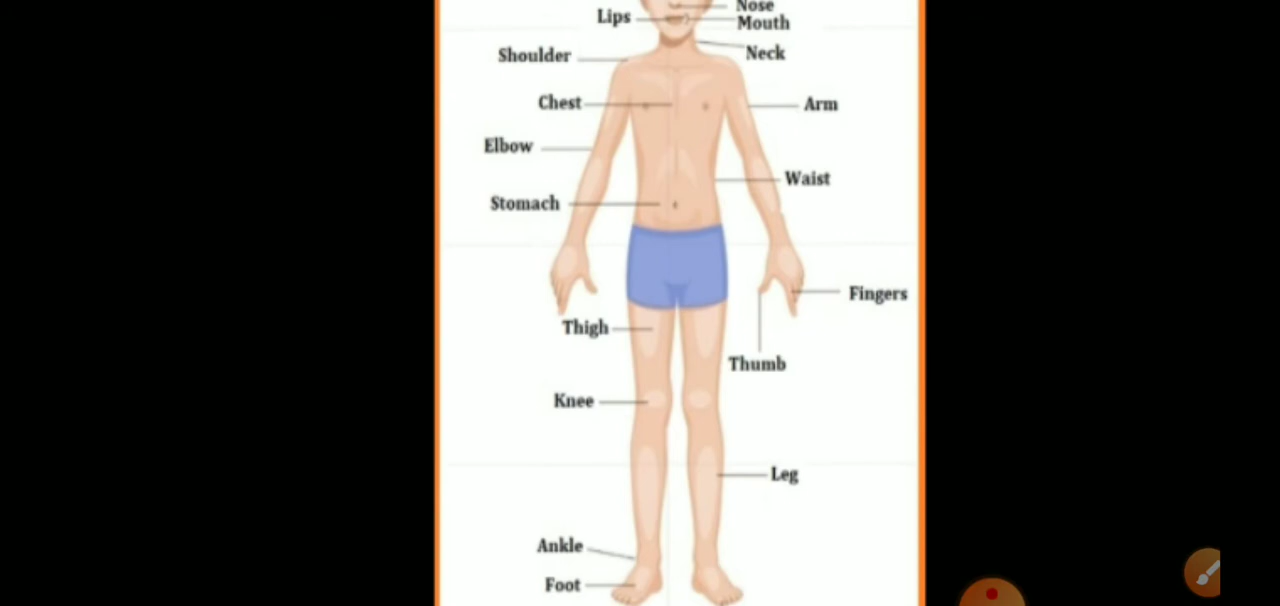 Nose
Lips
Mouth
Neck
Shoulder
Chest
Arm
Elbow
Waist
Stomach
Fingers
Thigh
Thumb
Knee
Leg
Ankle
Foot